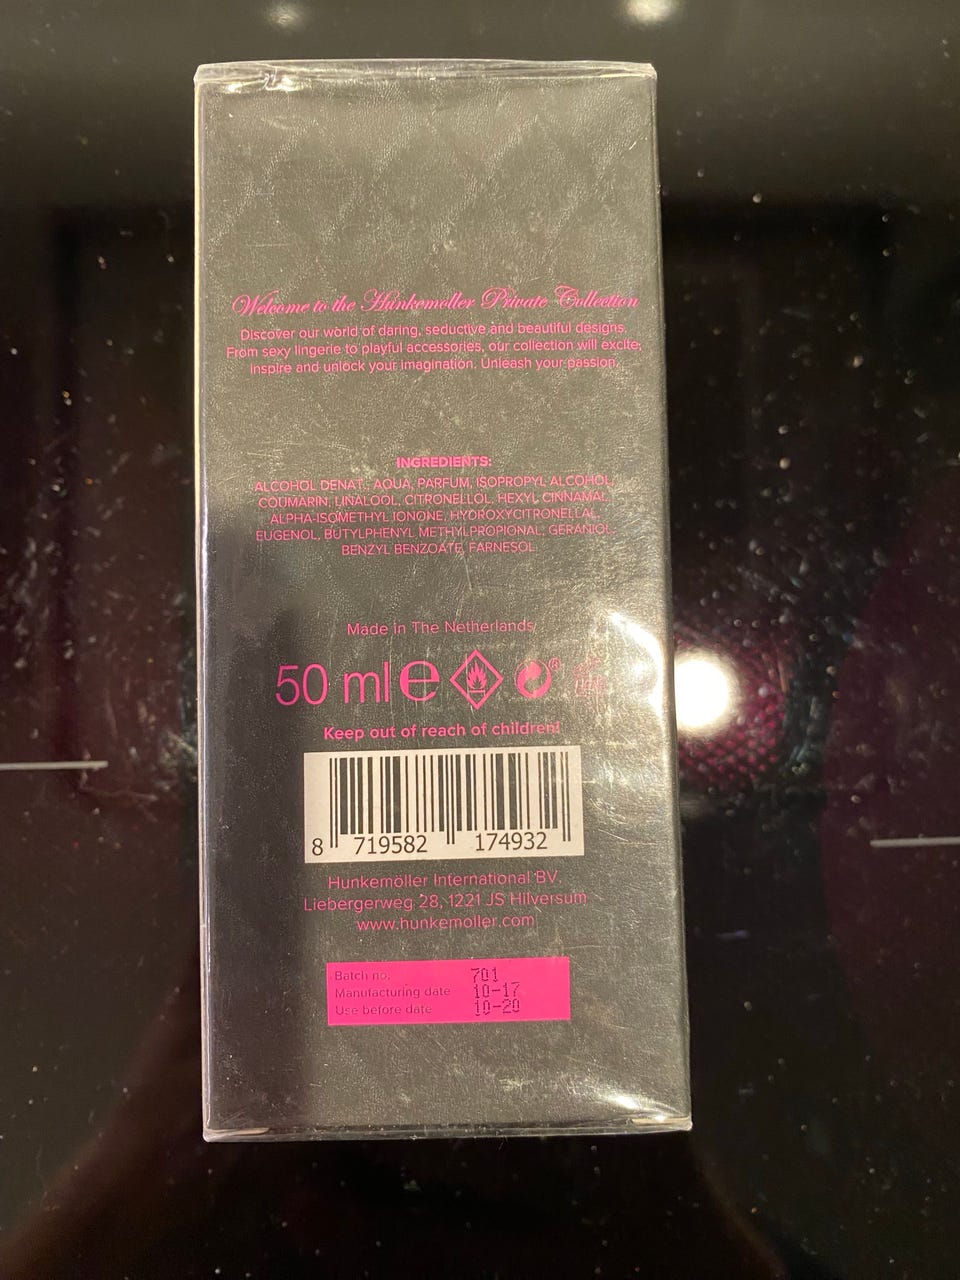 Welcome to the Hunkemoller Private Collection
Discover our world of daring, seductive and beautiful designs.
From sexy lingerie to playful accessories, our collection will excite,
inspire and unlock your imagination. Unleash your passion.
INGREDIENTS:
ALCOHOL DENAT., AQUA, PARFUM, ISOPROPYL ALCOHOL,
COUMARIN, LINALOOL, CITRONELLOL, HEXYL CINNAMAL,
ALPHA-ISOMETHYL IONONE, HYDROXYCITRONELLAL,
EUGENOL, BUTYLPHENYL METHYLPROPIONAL, GERANIOL,
BENZYL BENZOATE, FARNESOL.
Made in The Netherlands
50 ml e
Keep out of reach of children!
8 719582 174932
Hunkemöller International BV,
Liebergerweg 28, 1221 JS Hilversum
www.hunkemoller.com
Batch no. 701
Manufacturing date 10-17
Use before date 10-20